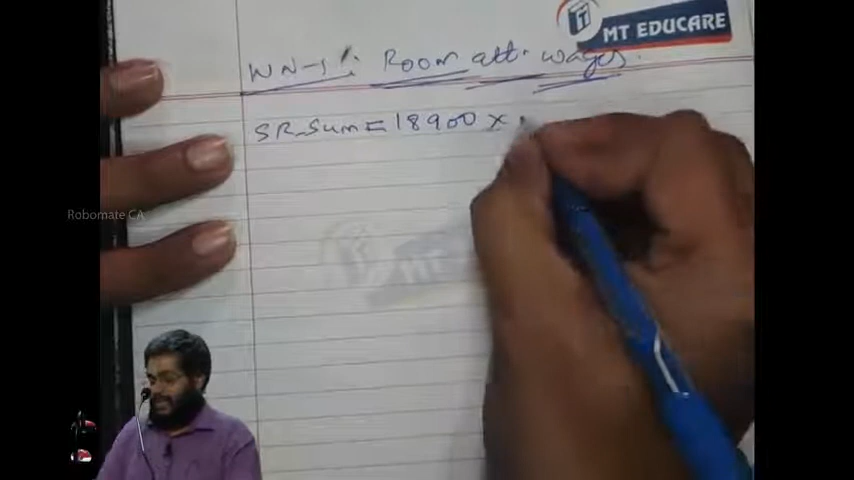 MT EDUCARE
WN-1: Room att. wages.
SR-Sum = 18900 ×
Robomate CA